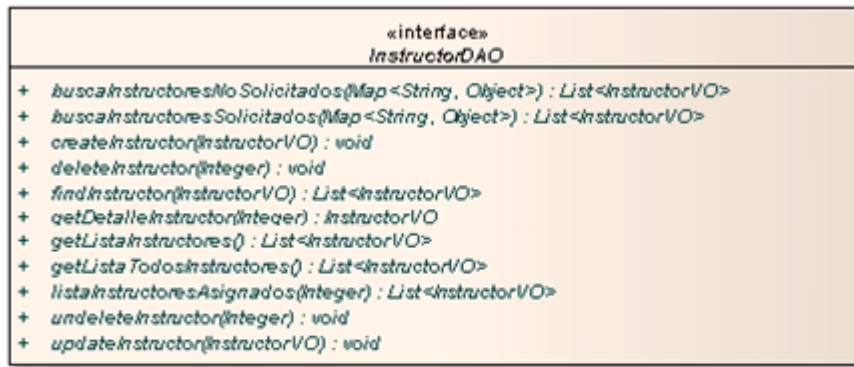 «interface»
InstructorDAO
+ buscaInstructoresNoSolicitados(Map<String, Object>) : List<InstructorVO>
+ buscaInstructoresSolicitados(Map<String, Object>) : List<InstructorVO>
+ createInstructor(InstructorVO) : void
+ deleteInstructor(Integer) : void
+ findInstructor(InstructorVO) : List<InstructorVO>
+ getDetalleInstructor(Integer) : InstructorVO
+ getListaInstructores() : List<InstructorVO>
+ getListaTodosInstructores() : List<InstructorVO>
+ listaInstructoresAsignados(Integer) : List<InstructorVO>
+ undeleteInstructor(Integer) : void
+ updateInstructor(InstructorVO) : void